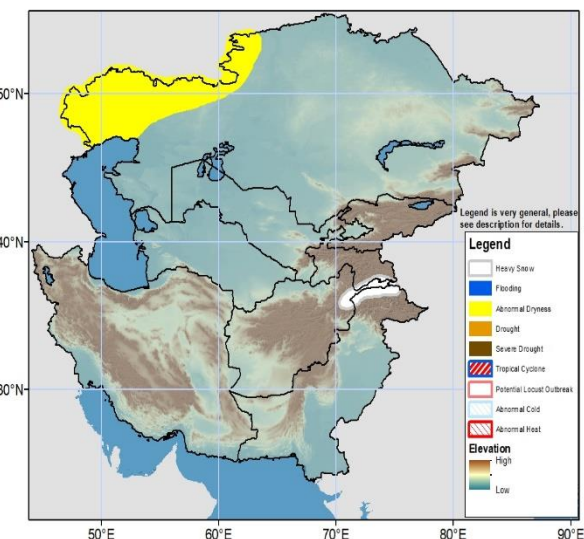 50°N
Legend is very general, please
see description for details.
40°N
Legend
Heavy Snow
Flooding
Abnormal Dryness
Drought
Severe Drought
Tropical Cyclone
Potential Locust Outbreak
Abnormal Cold
Abnormal Heat
Elevation
High
Low
30°N
50°E
60°E
70°E
80°E
90°E